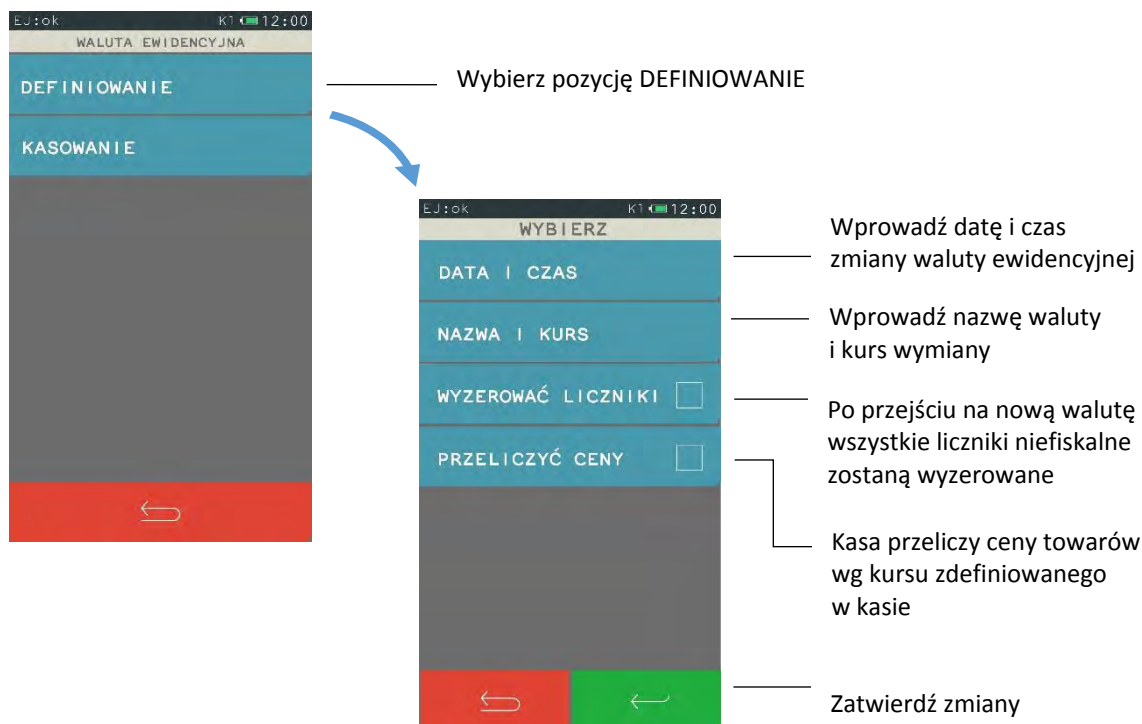 EJ:ok K1 12:00
WALUTA EWIDENCYJNA
DEFINIOWANIE
KASOWANIE
Wybierz pozycję DEFINIOWANIE
EJ:ok K1 12:00
WYBIERZ
DATA I CZAS
NAZWA I KURS
WYZEROWAĆ LICZNIKI
PRZELICZYĆ CENY
Wprowadź datę i czas
zmiany waluty ewidencyjnej
Wprowadź nazwę waluty
i kurs wymiany
Po przejściu na nową walutę
wszystkie liczniki niefiskalne
zostaną wyzerowane
Kasa przeliczy ceny towarów
wg kursu zdefiniowanego
w kasie
Zatwierdź zmiany